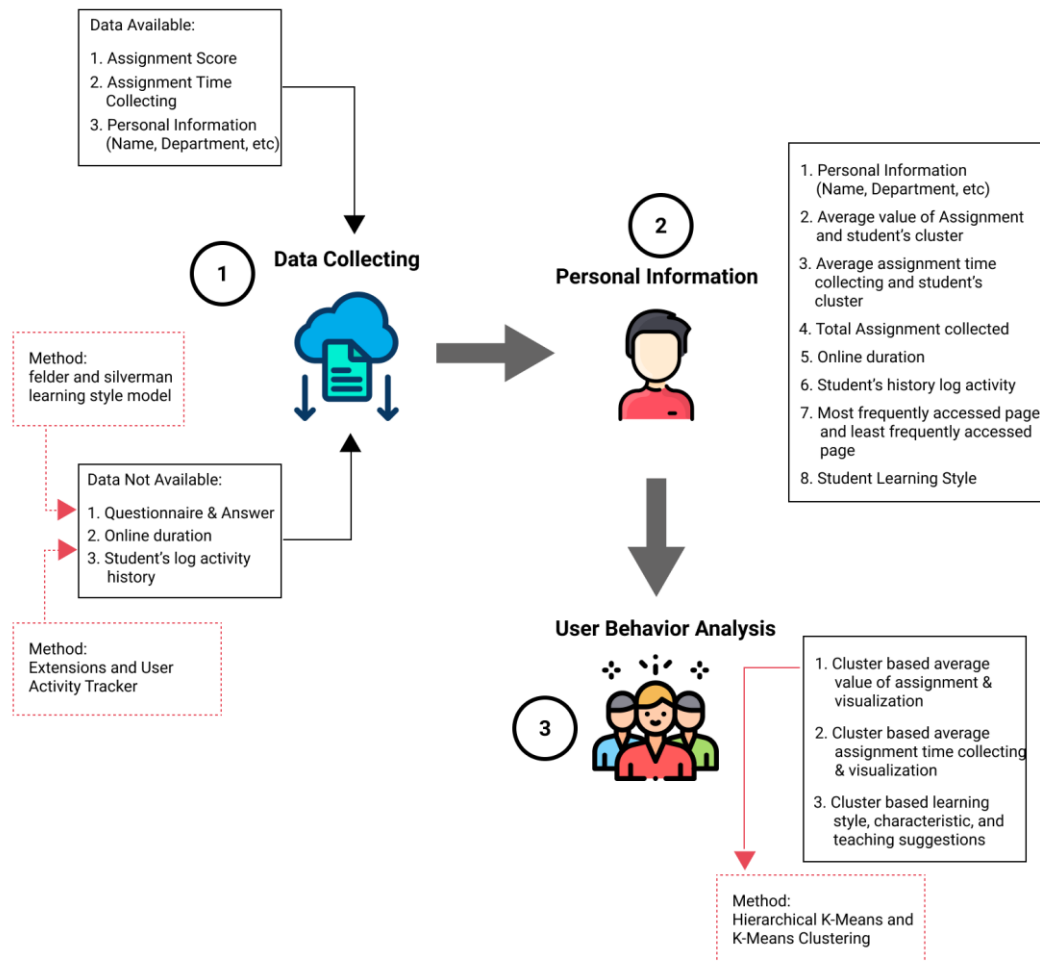 Data Available:
1. Assignment Score
2. Assignment Time
Collecting
3. Personal Information
(Name, Department, etc)
1
Data Collecting
Method:
felder and silverman
learning style model
Data Not Available:
1. Questionnaire & Answer
2. Online duration
3. Student's log activity
history
Method:
Extensions and User
Activity Tracker
2
Personal Information
1. Personal Information
(Name, Department, etc)
2. Average value of Assignment
and student's cluster
3. Average assignment time
collecting and student's
cluster
4. Total Assignment collected
5. Online duration
6. Student's history log activity
7. Most frequently accessed page
and least frequently accessed
page
8. Student Learning Style
User Behavior Analysis
3
1. Cluster based average
value of assignment &
visualization
2. Cluster based average
assignment time collecting
& visualization
3. Cluster based learning
style, characteristic, and
teaching suggestions
Method:
Hierarchical K-Means and
K-Means Clustering